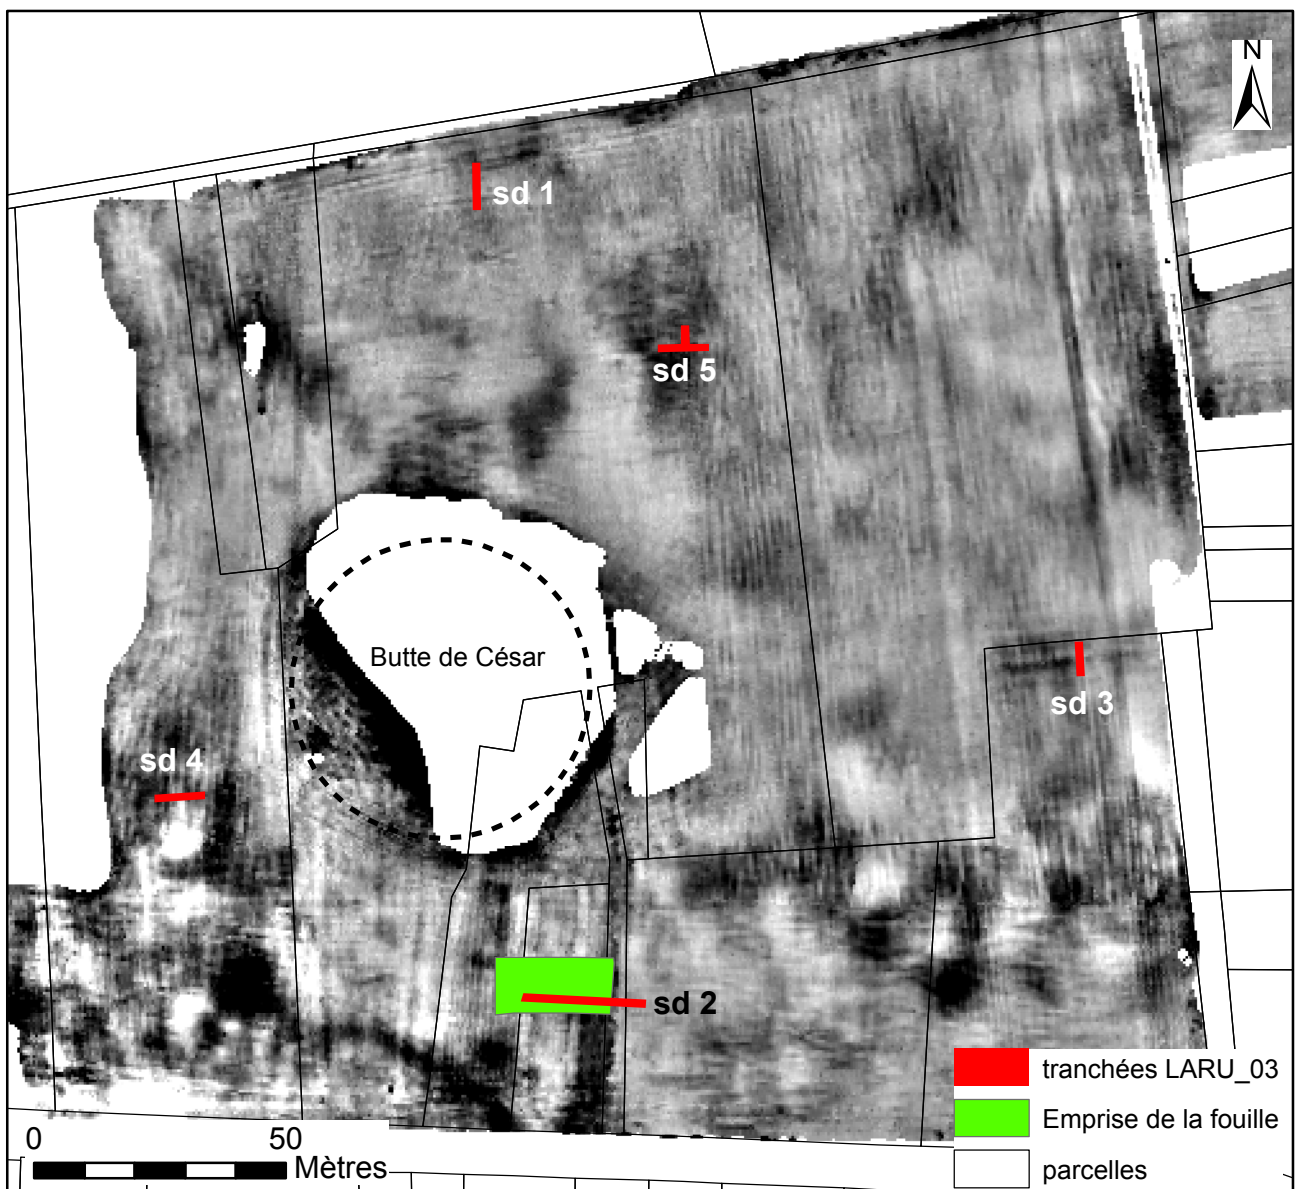 N
sd 1
sd 5
Butte de César
sd 3
sd 4
sd 2
tranchées LARU_03
Emprise de la fouille
parcelles
0 50
Mètres